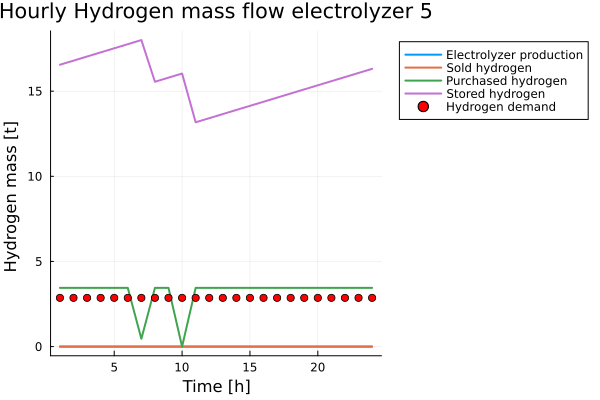 Hourly Hydrogen mass flow electrolyzer 5
Electrolyzer production
Sold hydrogen
Purchased hydrogen
Stored hydrogen
Hydrogen demand
Hydrogen mass [t]
15
10
5
0
5
10
15
20
Time [h]